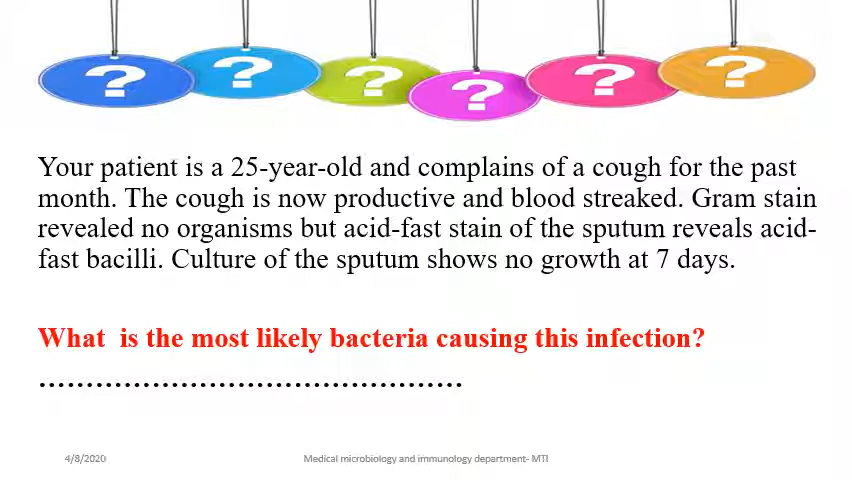 ? ? ? ? ? ?
Your patient is a 25-year-old and complains of a cough for the past
month. The cough is now productive and blood streaked. Gram stain
revealed no organisms but acid-fast stain of the sputum reveals acid-
fast bacilli. Culture of the sputum shows no growth at 7 days.
What is the most likely bacteria causing this infection?
............................................
4/8/2020 Medical microbiology and immunology department- MTI